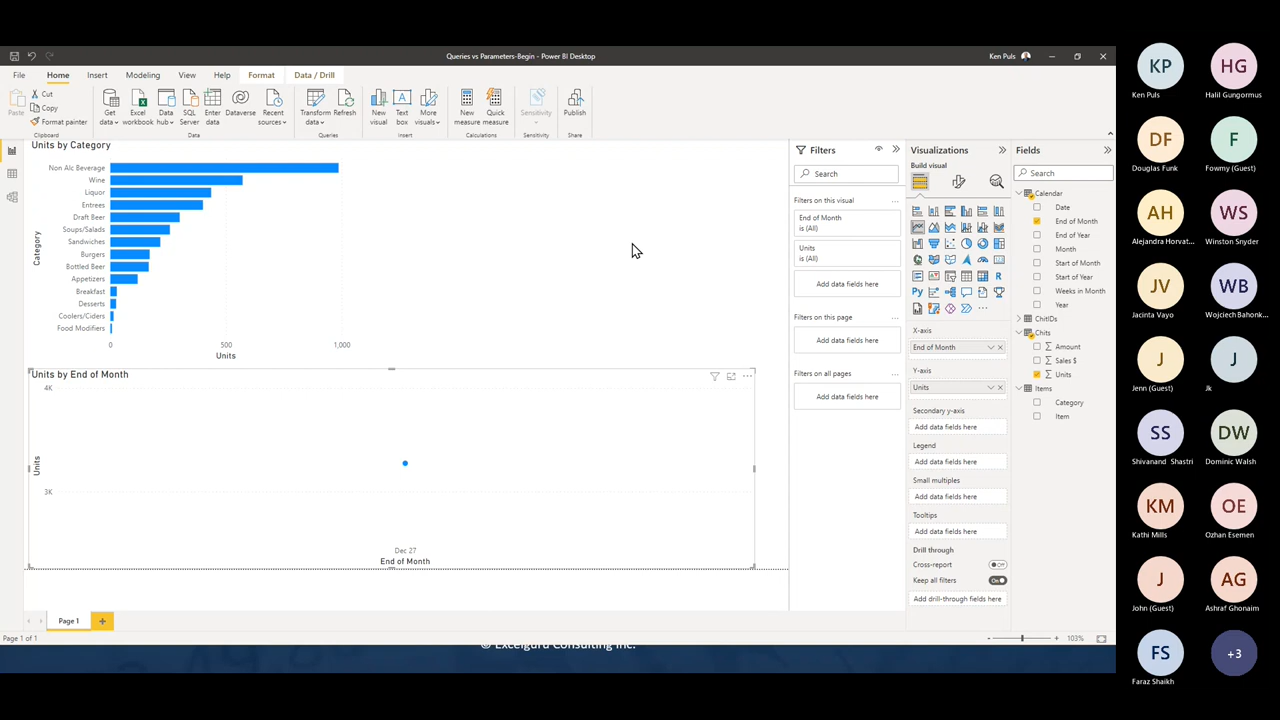 Queries vs Parameters-Begin - Power BI Desktop
Ken Puls
File
Home
Insert
Modeling
View
Help
Format
Data / Drill
Paste
Cut
Copy
Format painter
Clipboard
Get data
Excel workbook
Data hub
SQL Server
Enter data
Dataverse
Recent sources
Data
Transform data
Refresh
Queries
New visual
Text box
More visuals
Insert
New measure
Quick measure
Calculations
Sensitivity
Sensitivity
Publish
Share
Units by Category
Category
Non Alc Beverage
Wine
Liquor
Entrees
Draft Beer
Soups/Salads
Sandwiches
Burgers
Bottled Beer
Appetizers
Breakfast
Desserts
Coolers/Ciders
Food Modifiers
0
500
1,000
Units
Units by End of Month
4K
Units
3K
Dec 27
End of Month
Page 1
Page 1 of 1
103%
© Excelguru Consulting Inc.
Filters
Search
Filters on this visual
End of Month
is (All)
Units
is (All)
Add data fields here
Filters on this page
Add data fields here
Filters on all pages
Add data fields here
Visualizations
Build visual
R
Py
X-axis
End of Month
Y-axis
Units
Secondary y-axis
Add data fields here
Legend
Add data fields here
Small multiples
Add data fields here
Tooltips
Add data fields here
Drill through
Cross-report
Off
Keep all filters
On
Add drill-through fields here
Fields
Search
Calendar
Date
End of Month
End of Year
Month
Start of Month
Start of Year
Weeks in Month
Year
ChitIDs
Chits
Amount
Sales $
Units
Items
Category
Item
KP
Ken Puls
HG
Halil Gungormus
DF
Douglas Funk
F
Fowmy (Guest)
AH
Alejandra Horvat...
WS
Winston Snyder
JV
Jacinta Vayo
WB
Wojciech Bahonk...
J
Jenn (Guest)
J
Jk
SS
Shivanand Shastri
DW
Dominic Walsh
KM
Kathi Mills
OE
Ozhan Esemen
J
John (Guest)
AG
Ashraf Ghonaim
FS
Faraz Shaikh
+3